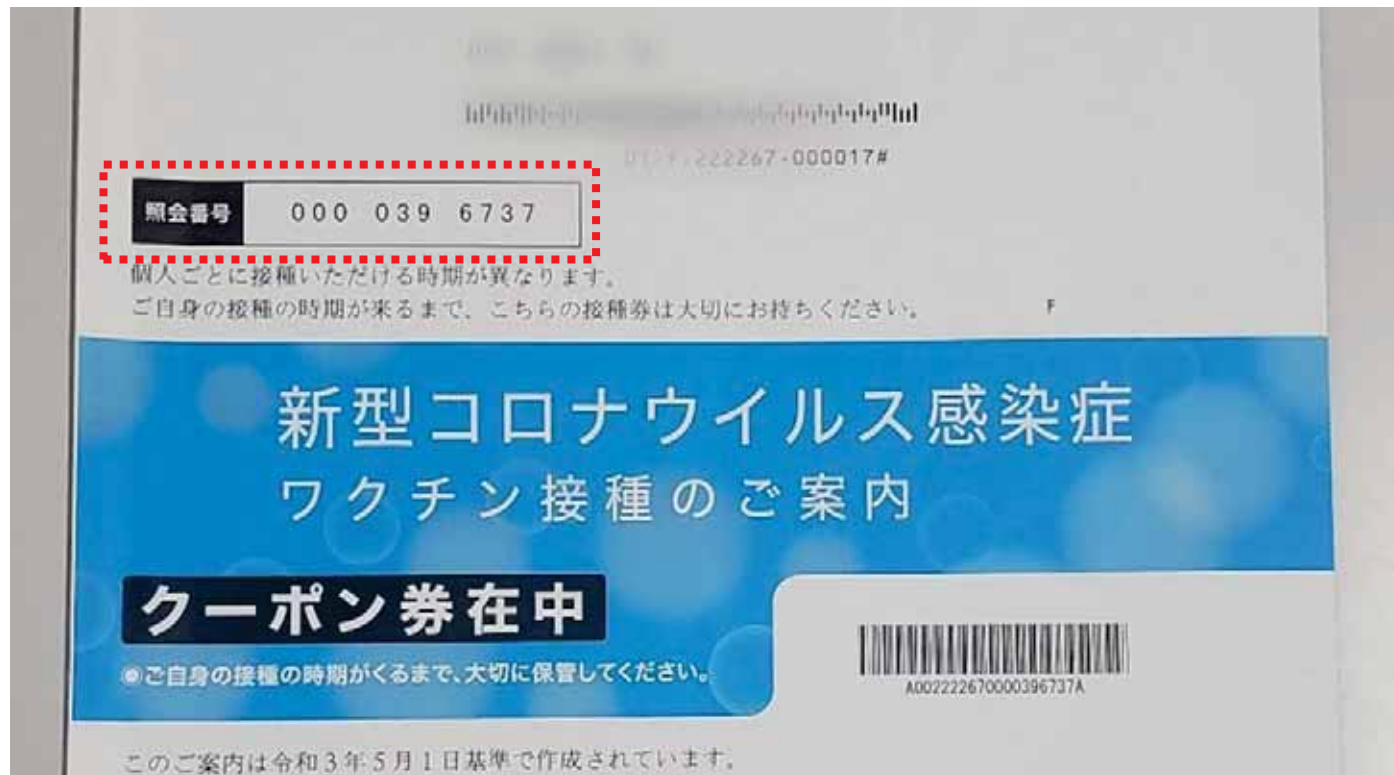 222267-000017#
照会番号 000 039 6737
個人ごとに接種いただける時期が異なります。
ご自身の接種の時期が来るまで、こちらの接種券は大切にお持ちください。 F
新型コロナウイルス感染症
ワクチン接種のご案内
クーポン券在中
◉ご自身の接種の時期がくるまで、大切に保管してください。
A002222670000396737A
このご案内は令和3年5月1日基準で作成されています。